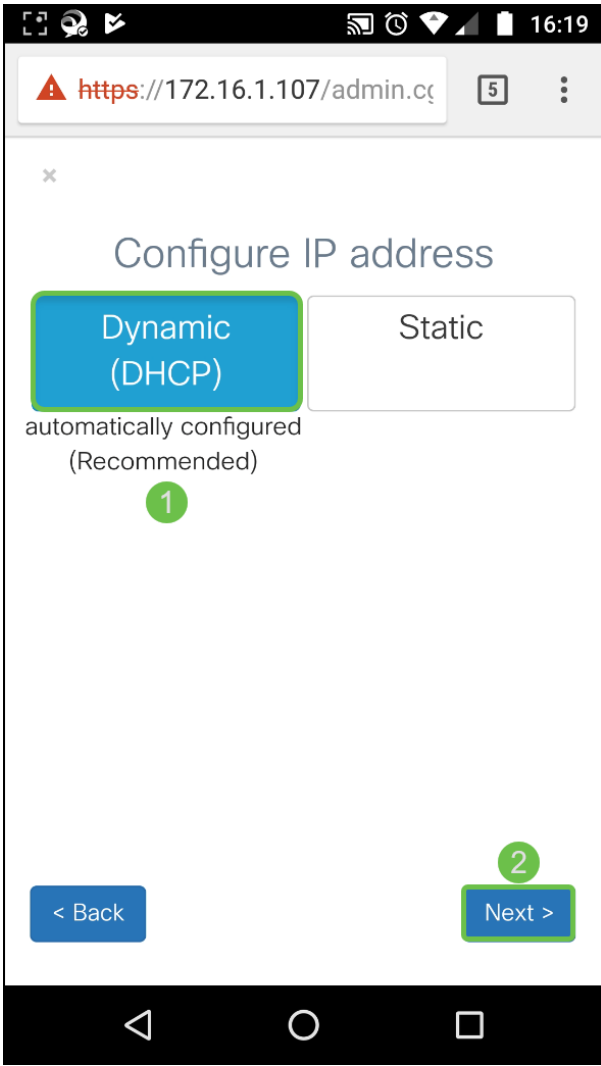 16:19
https://172.16.1.107/admin.cg
5
×
Configure IP address
Dynamic
(DHCP)
Static
automatically configured
(Recommended)
1
2
< Back
Next >